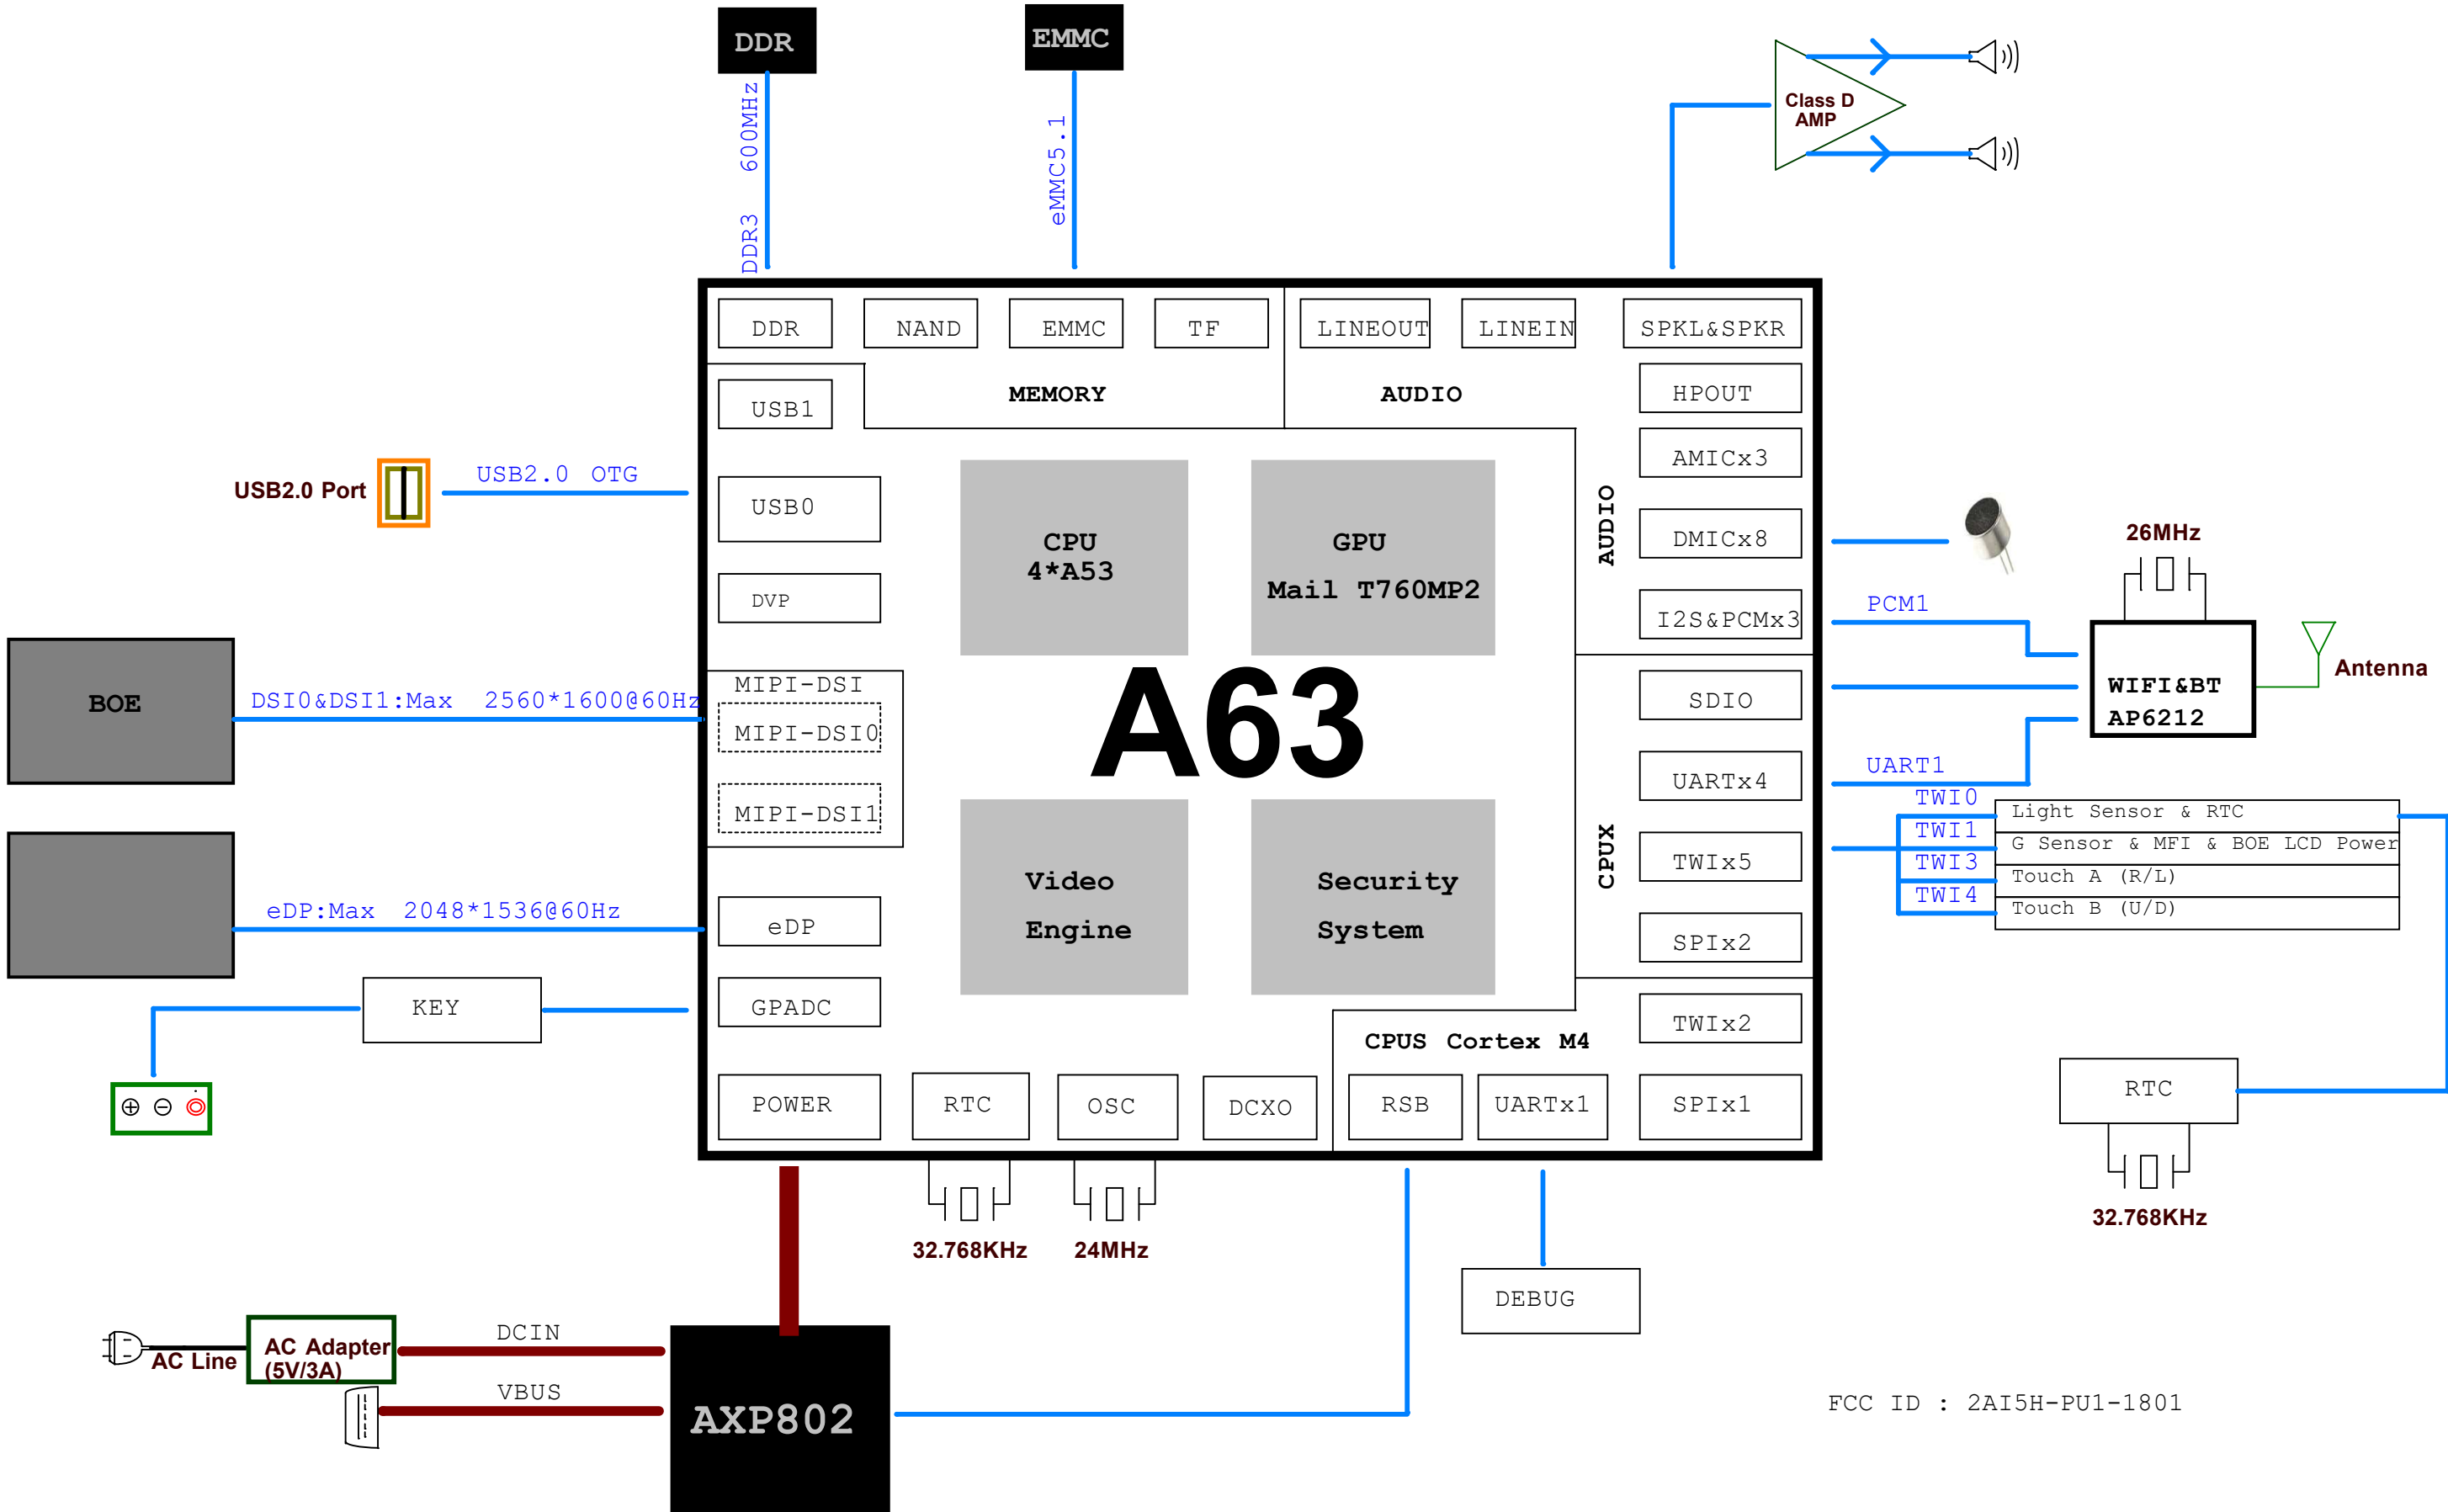 DDR
EMMC
DDR3 600MHz
eMMC5.1
Class D
AMP
DDR
NAND
EMMC
TF
LINEOUT
LINEIN
SPKL&SPKR
MEMORY
AUDIO
USB1
HPOUT
AMICx3
USB2.0 Port
USB2.0 OTG
USB0
CPU
4*A53
GPU
Mail T760MP2
AUDIO
DMICx8
26MHz
DVP
I2S&PCMx3
PCM1
BOE
DSI0&DSI1:Max 2560*1600@60Hz
MIPI-DSI
MIPI-DSI0
MIPI-DSI1
A63
SDIO
WIFI&BT
AP6212
Antenna
UARTx4
UART1
TWI0
Light Sensor & RTC
TWI1
G Sensor & MFI & BOE LCD Power
TWI3
Touch A (R/L)
TWI4
Touch B (U/D)
CPUX
TWIx5
Video
Engine
Security
System
eDP:Max 2048*1536@60Hz
eDP
SPIx2
KEY
GPADC
TWIx2
CPUS Cortex M4
POWER
RTC
OSC
DCXO
RSB
UARTx1
SPIx1
RTC
32.768KHz
32.768KHz
24MHz
DEBUG
AC Line
AC Adapter
(5V/3A)
DCIN
VBUS
AXP802
FCC ID : 2AI5H-PU1-1801